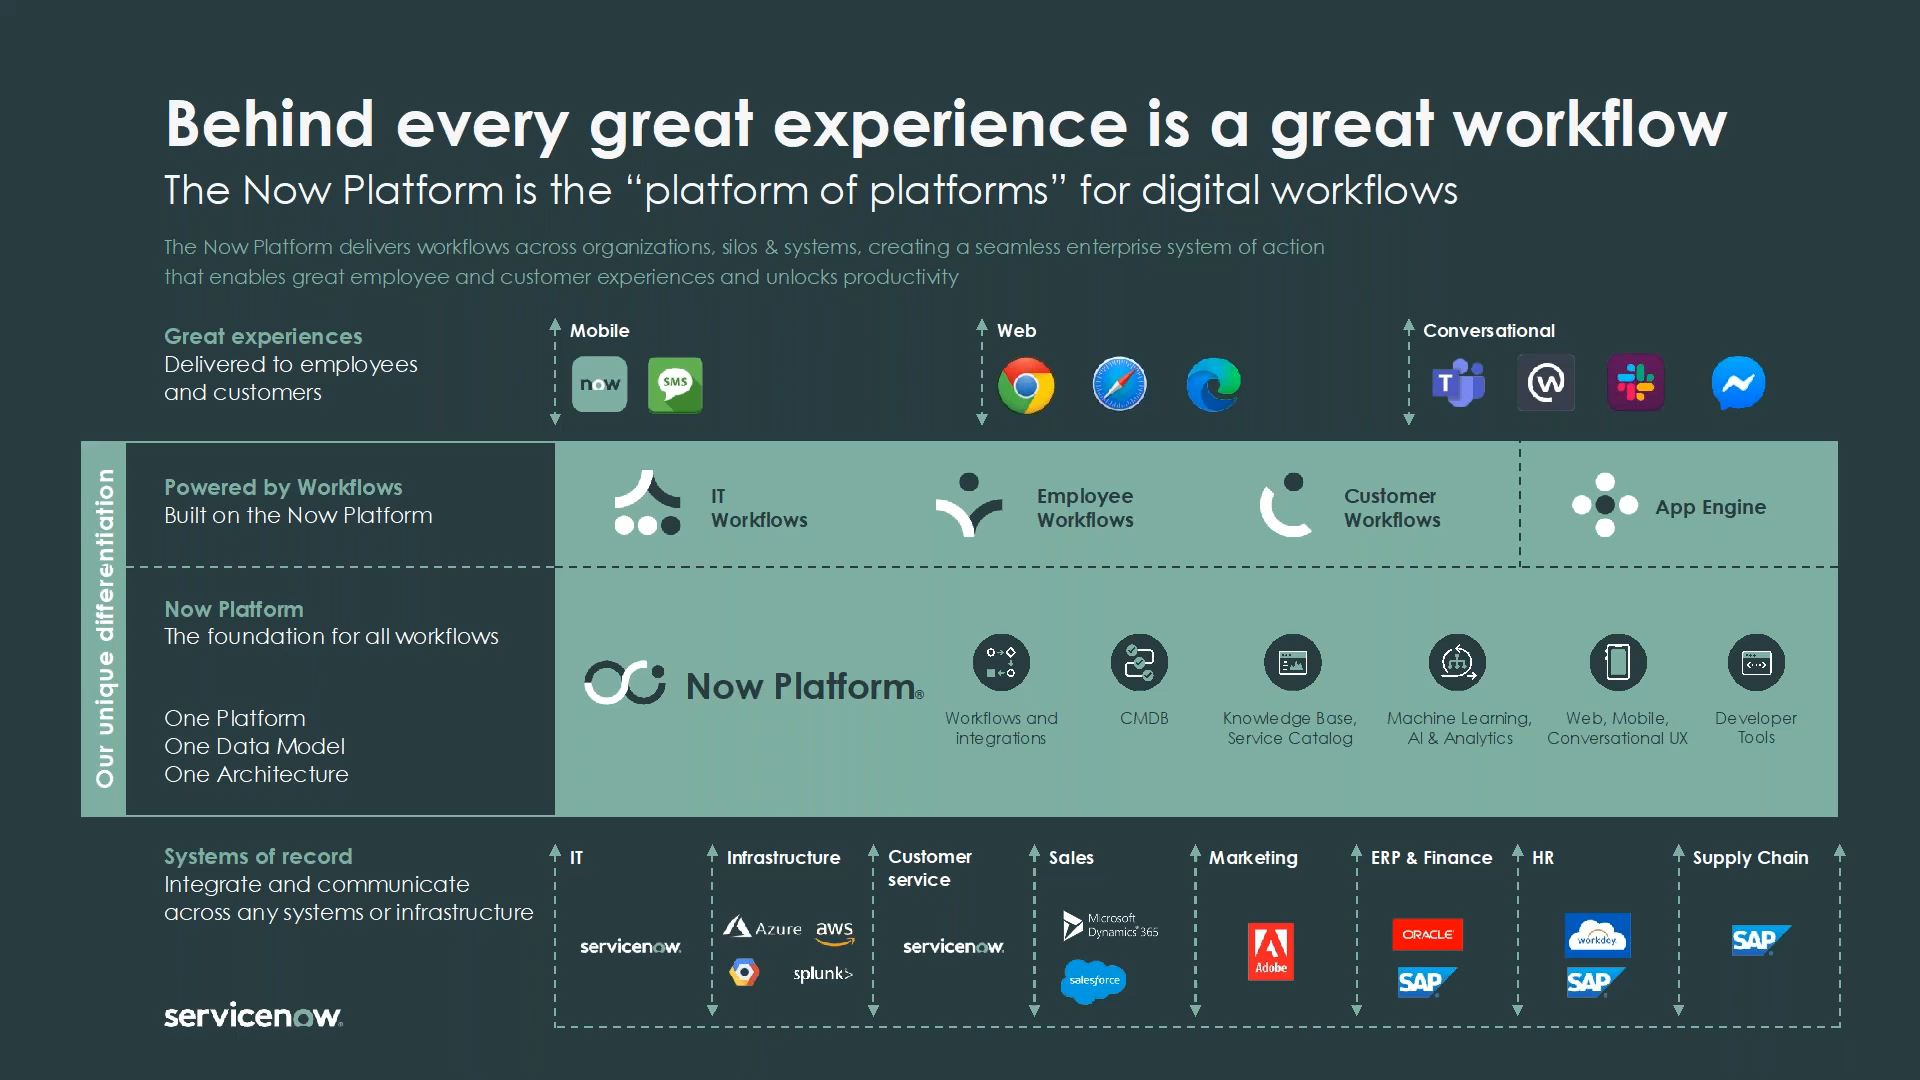 Behind every great experience is a great workflow
The Now Platform is the “platform of platforms” for digital workflows
The Now Platform delivers workflows across organizations, silos & systems, creating a seamless enterprise system of action
that enables great employee and customer experiences and unlocks productivity
Great experiences
Delivered to employees
and customers
Mobile
now
SMS
Web
Conversational
T
W
Our unique differentiation
Powered by Workflows
Built on the Now Platform
IT
Workflows
Employee
Workflows
Customer
Workflows
App Engine
Now Platform
The foundation for all workflows
One Platform
One Data Model
One Architecture
Now Platform®
Workflows and
integrations
CMDB
Knowledge Base,
Service Catalog
Machine Learning,
AI & Analytics
Web, Mobile,
Conversational UX
Developer
Tools
Systems of record
Integrate and communicate
across any systems or infrastructure
IT
servicenow.
Infrastructure
Azure
aws
splunk>
Customer
service
servicenow.
Sales
Microsoft
Dynamics 365
salesforce
Marketing
Adobe
ERP & Finance
ORACLE
SAP
HR
workday.
SAP
Supply Chain
SAP
servicenow.